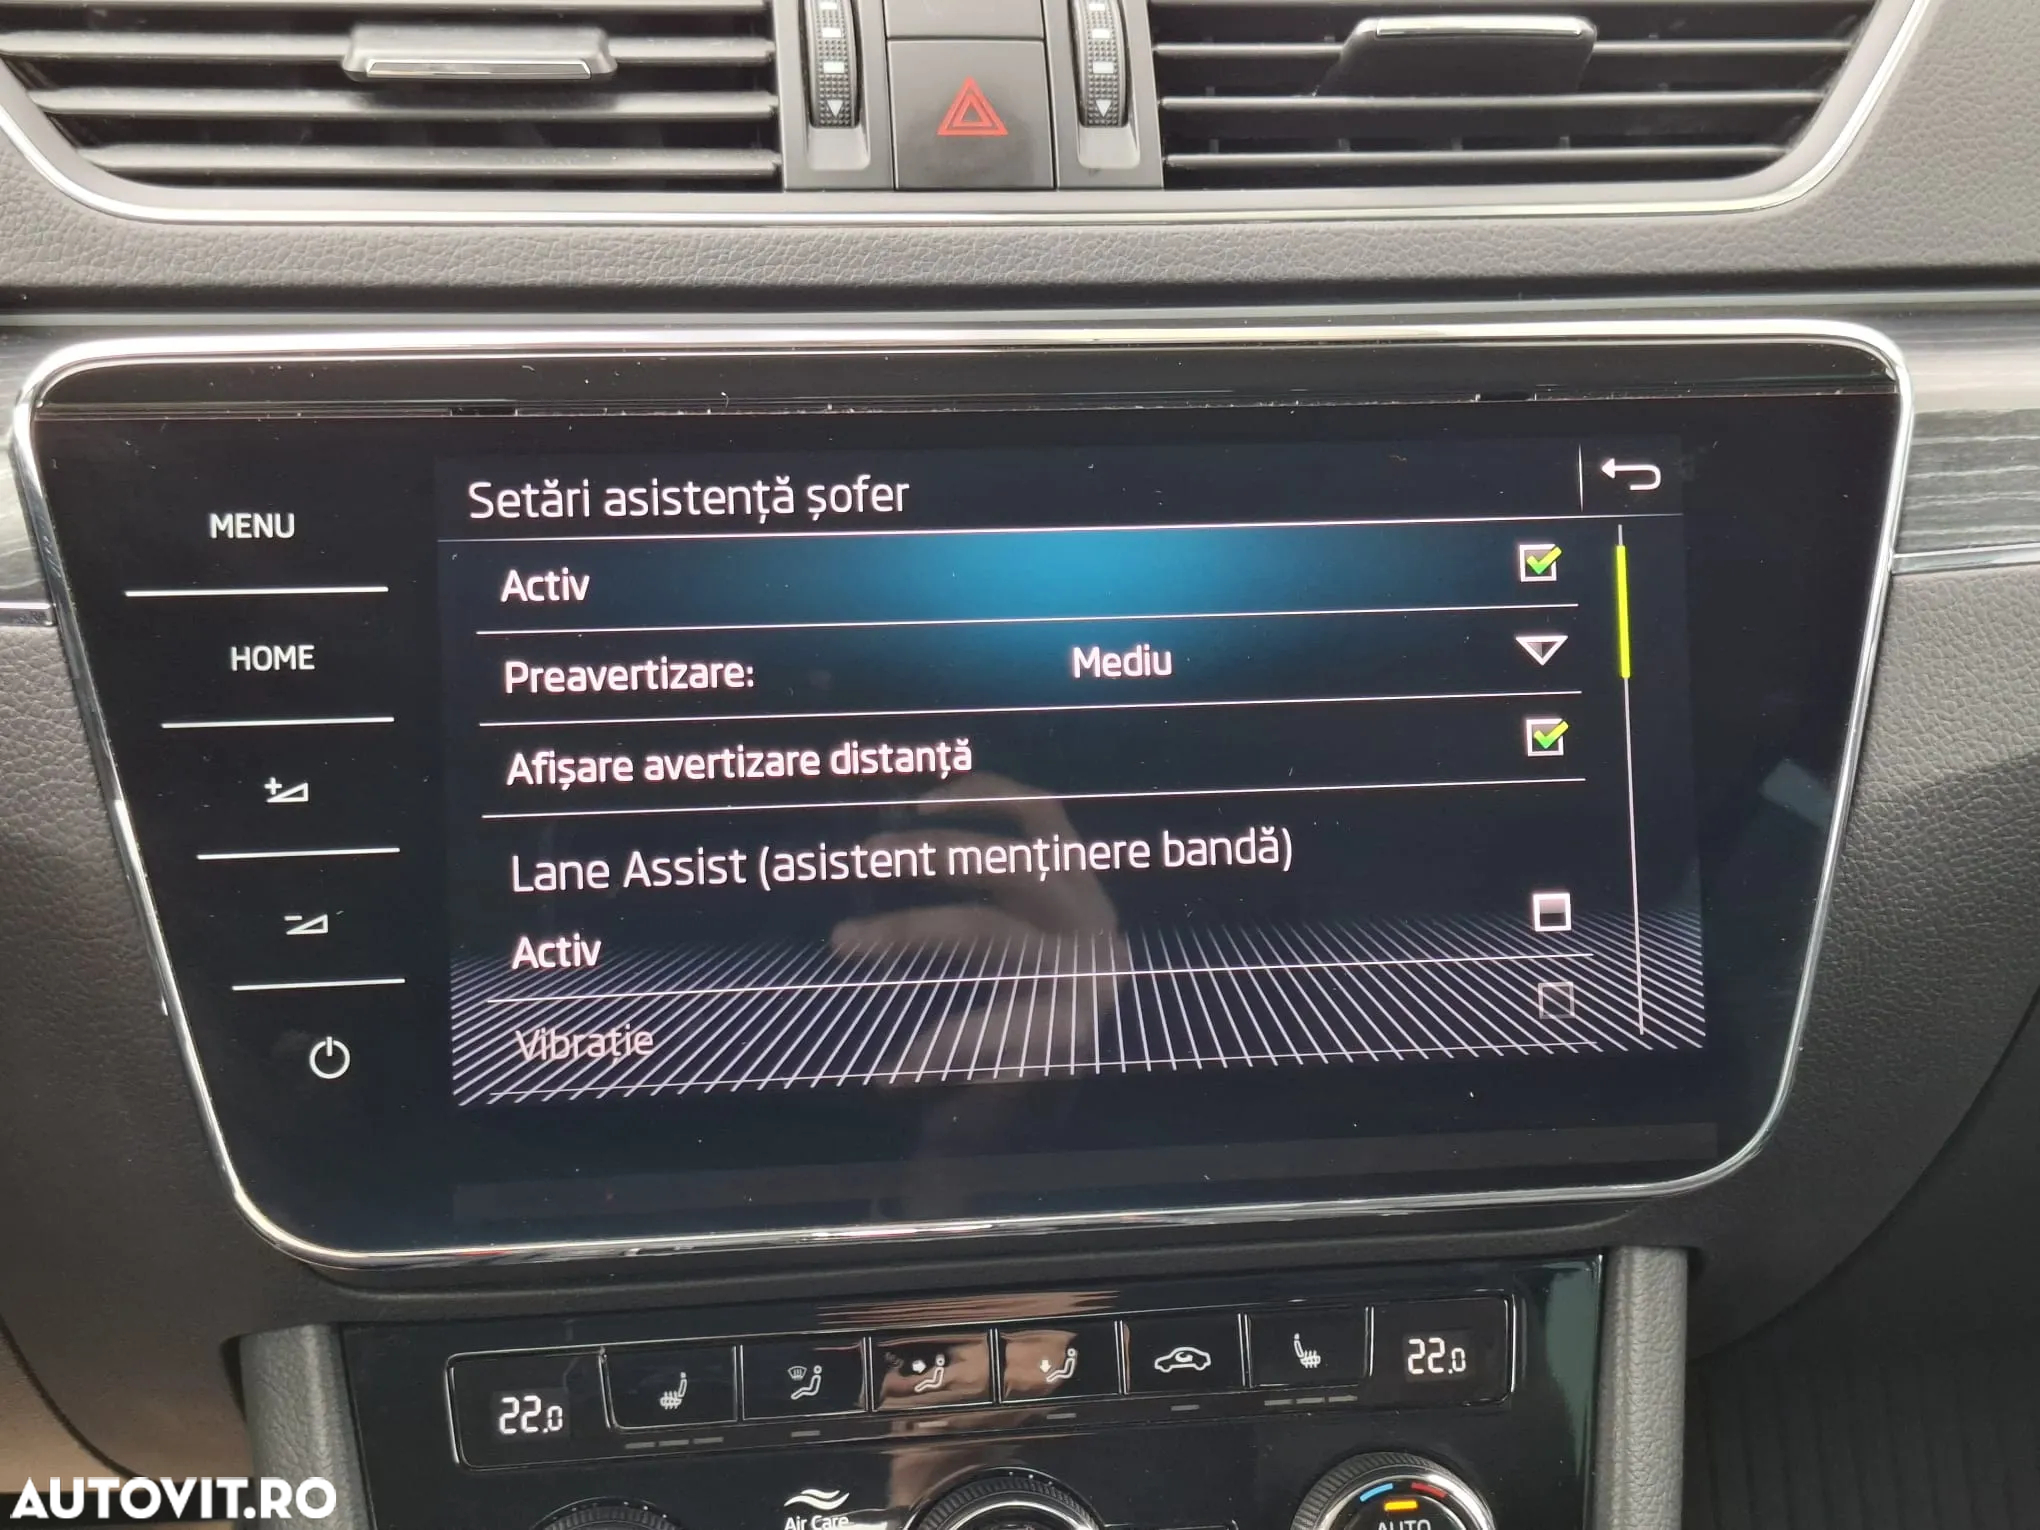 MENU
HOME
Setări asistență șofer
Activ
Preavertizare: Mediu
Afișare avertizare distanță
Lane Assist (asistent menținere bandă)
Activ
Vibrație
22.0
22.0
Air Care
AUTO
AUTOVIT.RO